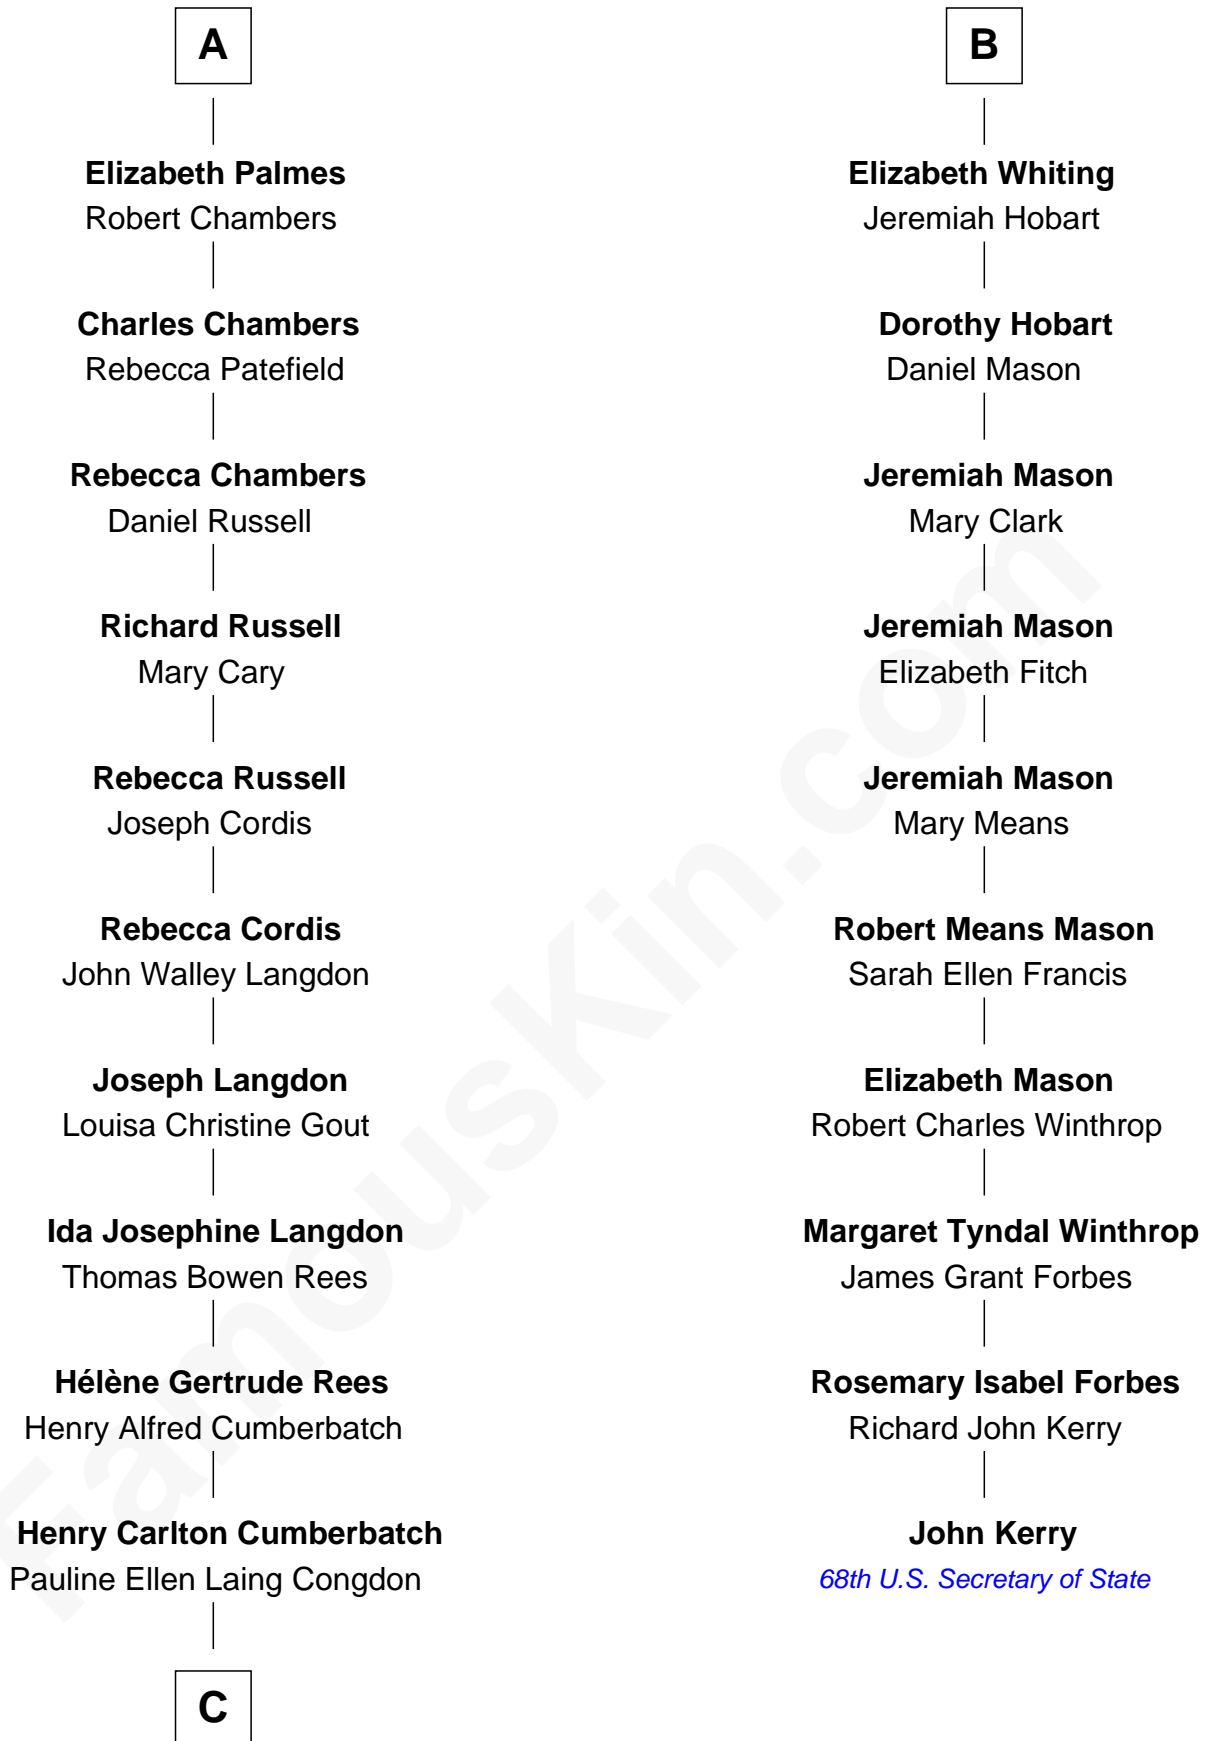 A
Elizabeth Palmes
Robert Chambers
Charles Chambers
Rebecca Patefield
Rebecca Chambers
Daniel Russell
Richard Russell
Mary Cary
Rebecca Russell
Joseph Cordis
Rebecca Cordis
John Walley Langdon
Joseph Langdon
Louisa Christine Gout
Ida Josephine Langdon
Thomas Bowen Rees
Hélène Gertrude Rees
Henry Alfred Cumberbatch
Henry Carlton Cumberbatch
Pauline Ellen Laing Congdon
C
B
Elizabeth Whiting
Jeremiah Hobart
Dorothy Hobart
Daniel Mason
Jeremiah Mason
Mary Clark
Jeremiah Mason
Elizabeth Fitch
Jeremiah Mason
Mary Means
Robert Means Mason
Sarah Ellen Francis
Elizabeth Mason
Robert Charles Winthrop
Margaret Tyndal Winthrop
James Grant Forbes
Rosemary Isabel Forbes
Richard John Kerry
John Kerry
68th U.S. Secretary of State
FamousKin.com